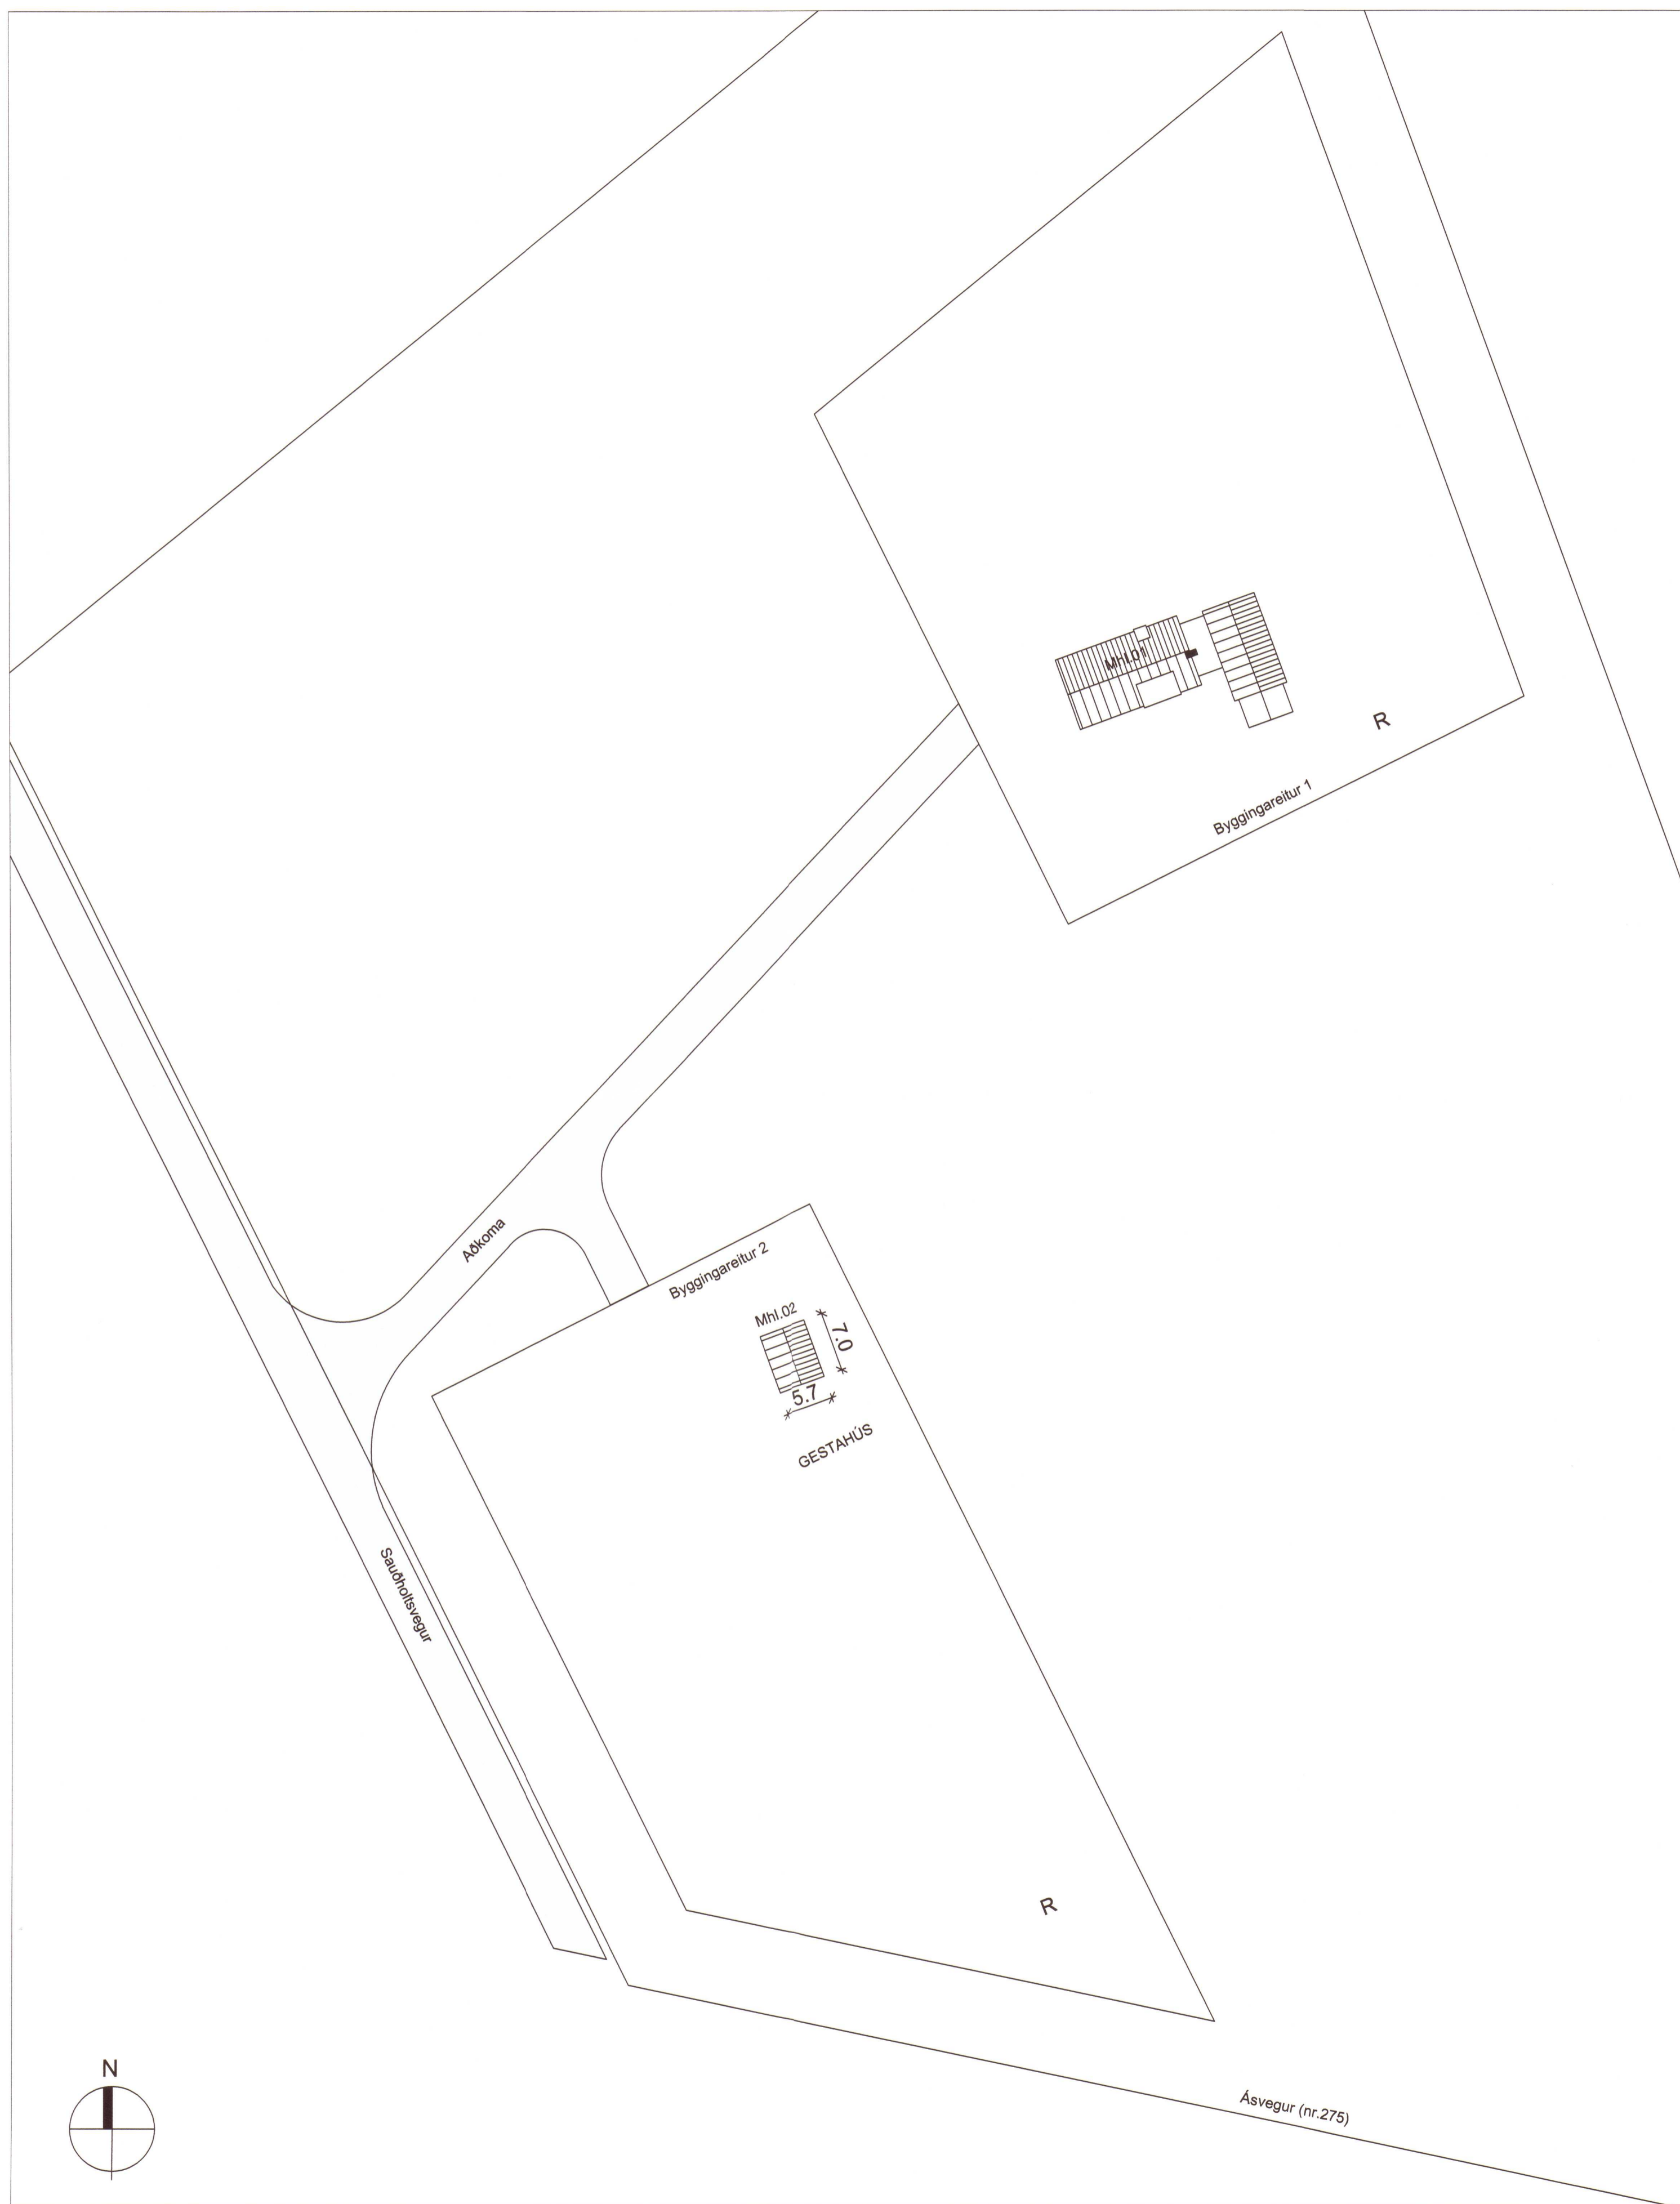 Mhl.01
R
Byggingareitur 1
Aðkoma
Byggingareitur 2
Mhl.02
7.0
5.7
GESTAHÚS
Sauðholtsvegur
R
N
Ásvegur (nr.275)